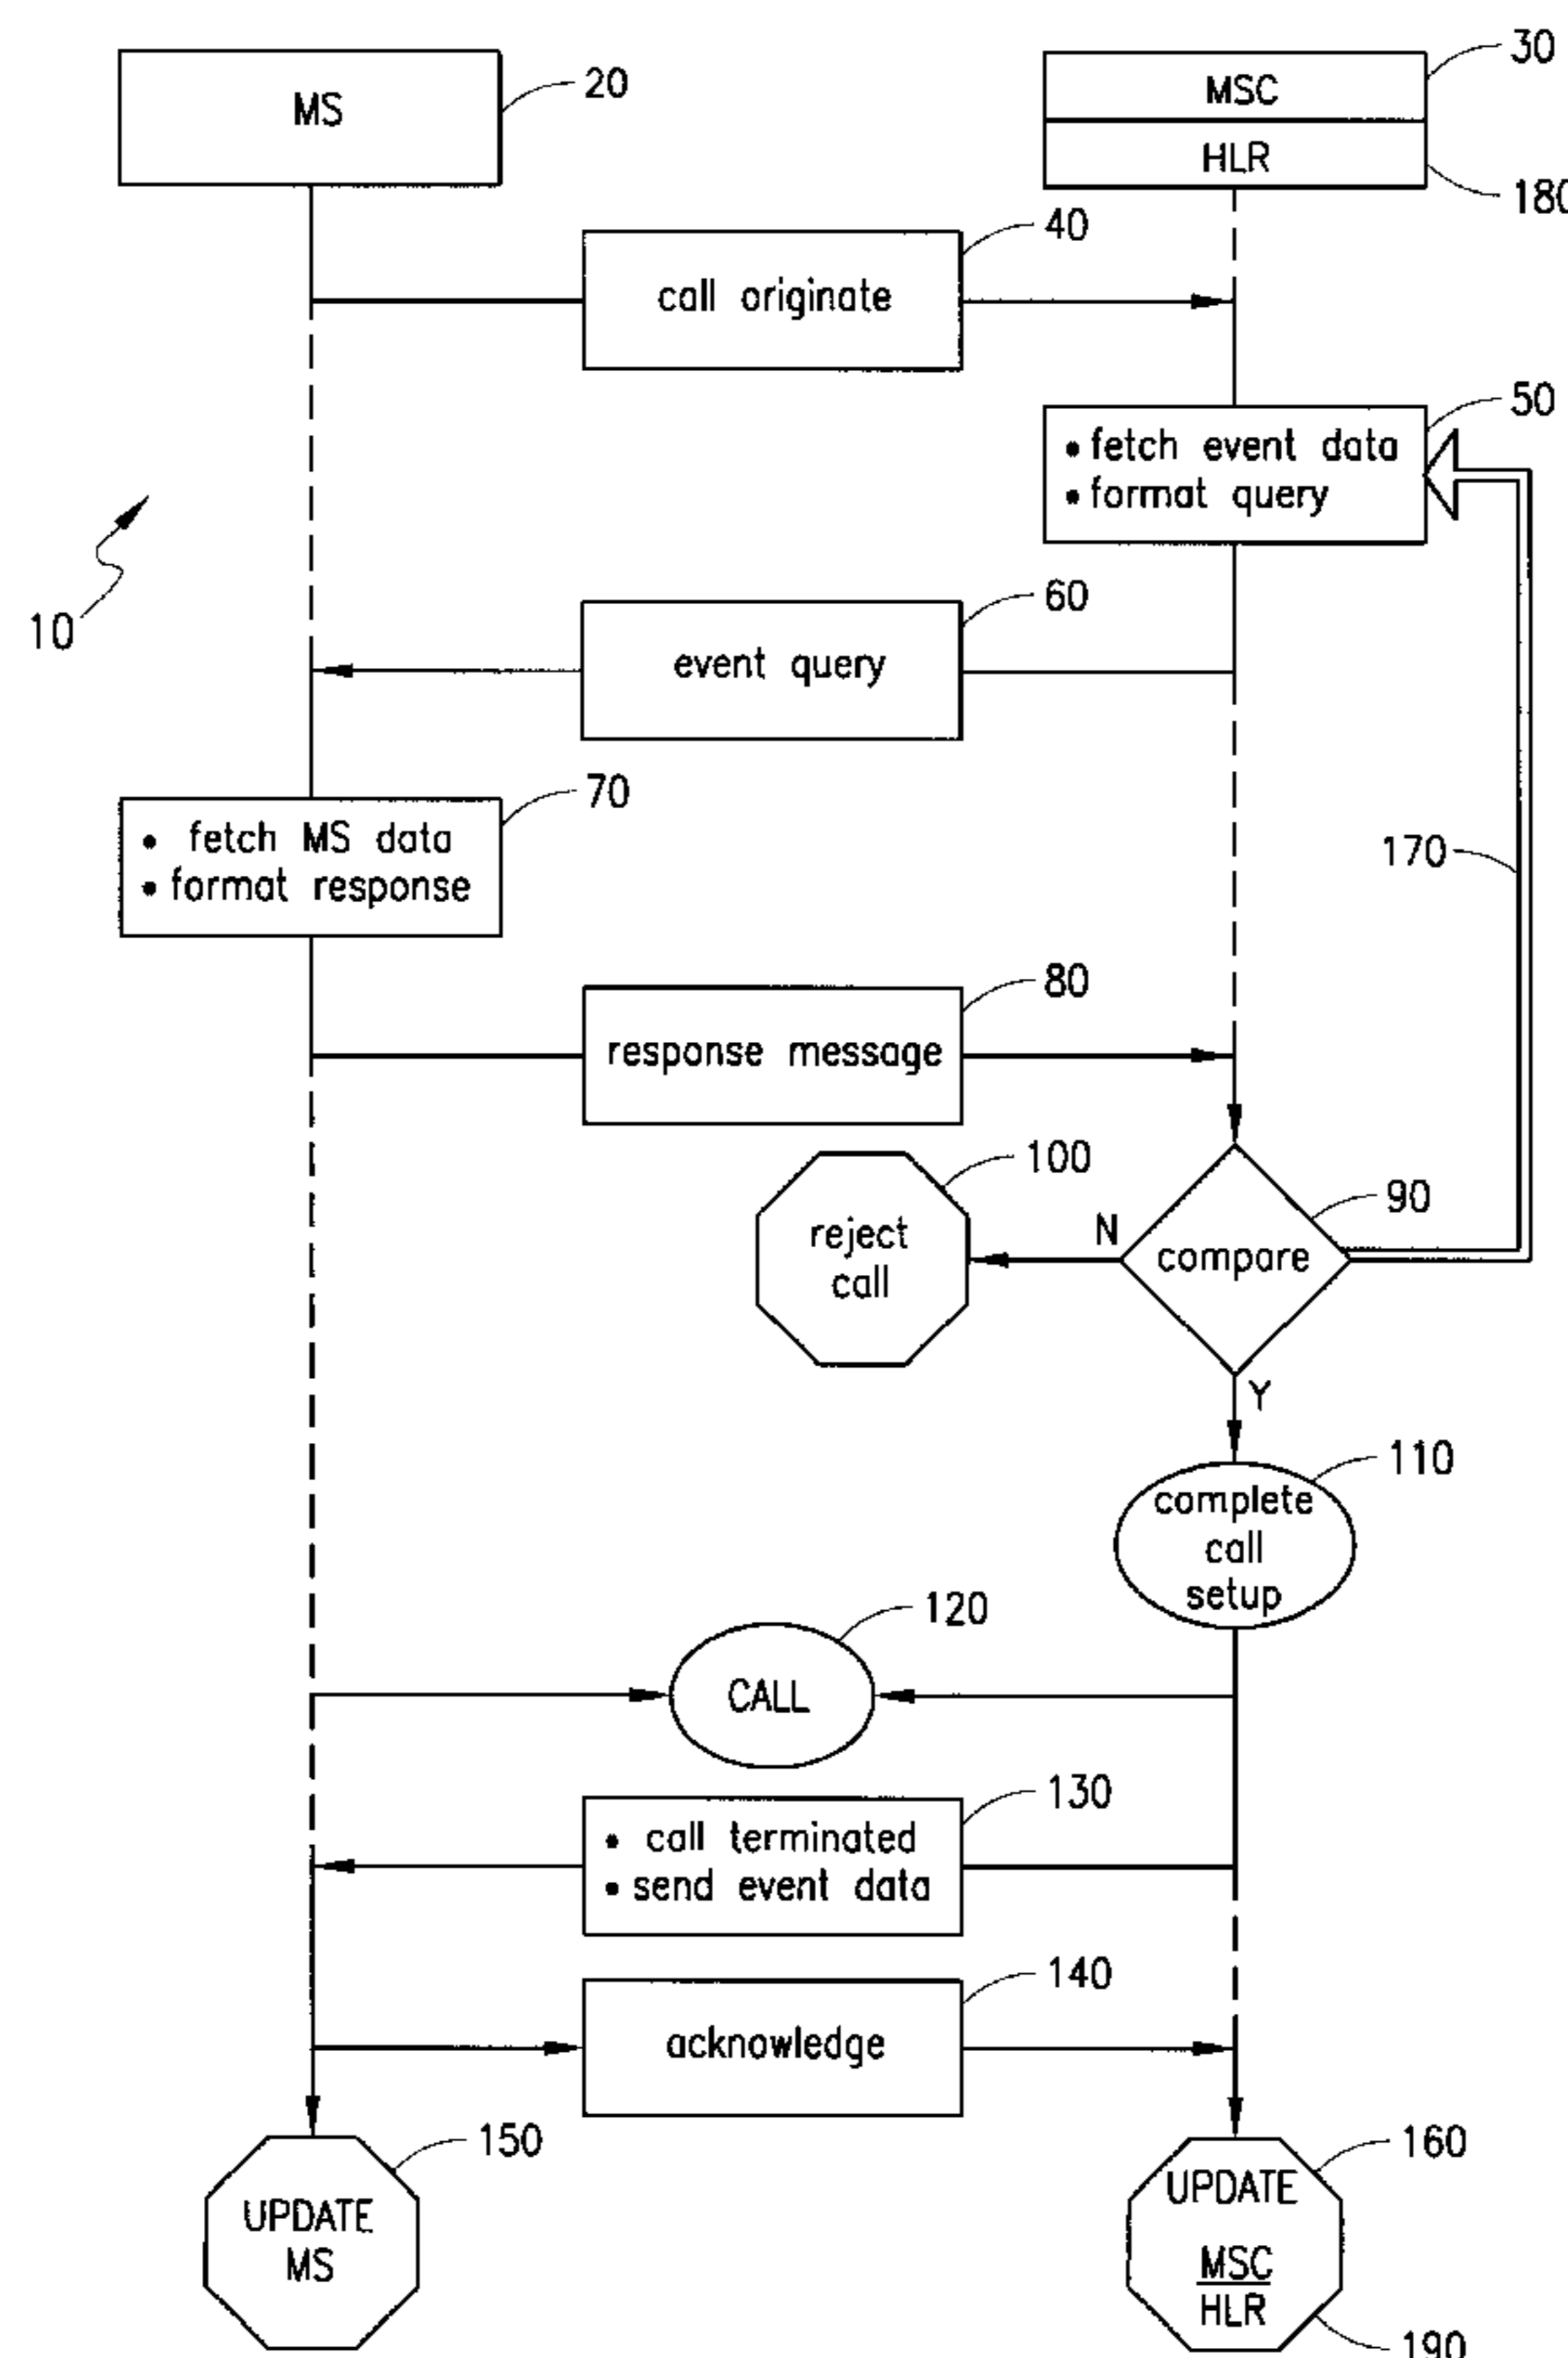 MS
20
MSC
30
HLR
180
call originate
40
• fetch event data
• format query
50
10
event query
60
• fetch MS data
• format response
70
170
response message
80
reject
call
100
N
compare
90
Y
complete
call
setup
110
CALL
120
• call terminated
• send event data
130
acknowledge
140
UPDATE
MS
150
UPDATE
MSC
HLR
160
190